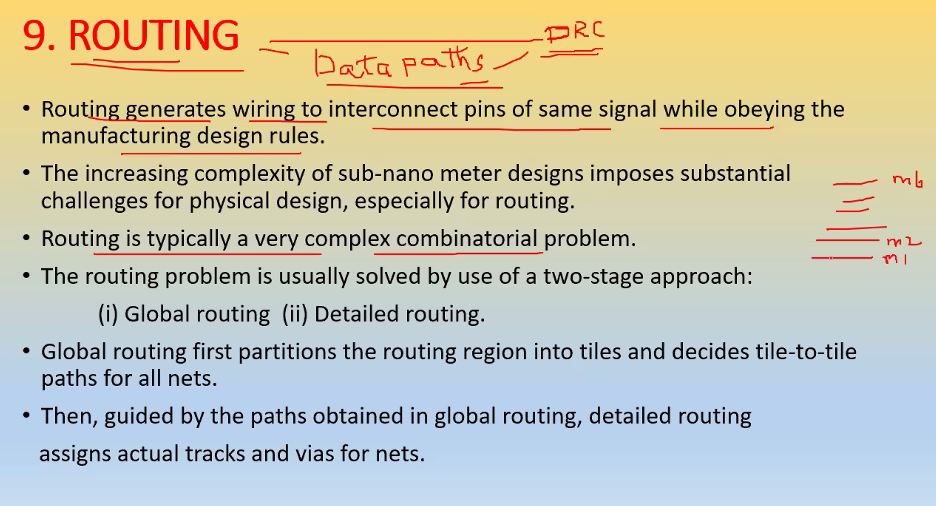 9. ROUTING
DRC
Data paths
• Routing generates wiring to interconnect pins of same signal while obeying the
manufacturing design rules.
• The increasing complexity of sub-nano meter designs imposes substantial
challenges for physical design, especially for routing.
m6
• Routing is typically a very complex combinatorial problem.
m2
m1
• The routing problem is usually solved by use of a two-stage approach:
(i) Global routing (ii) Detailed routing.
• Global routing first partitions the routing region into tiles and decides tile-to-tile
paths for all nets.
• Then, guided by the paths obtained in global routing, detailed routing
assigns actual tracks and vias for nets.